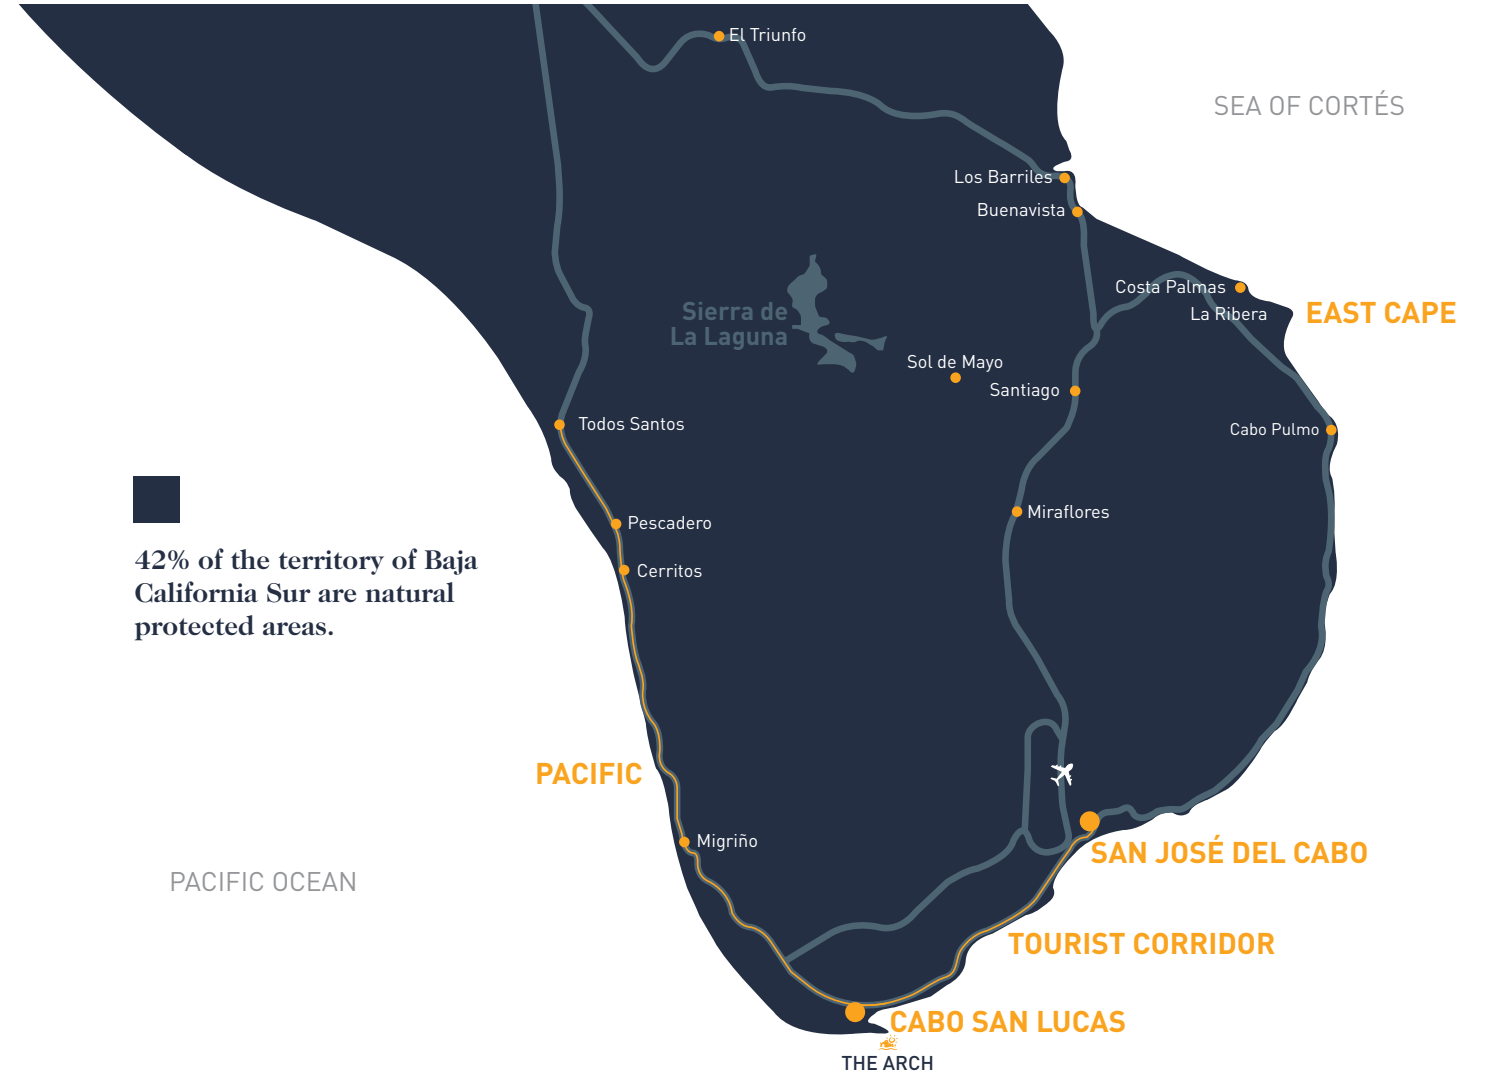 El Triunfo
SEA OF CORTÉS
Los Barriles
Buenavista
Costa Palmas
La Ribera
EAST CAPE
Sierra de
La Laguna
Sol de Mayo
Santiago
Todos Santos
Cabo Pulmo
Miraflores
Pescadero
Cerritos
42% of the territory of Baja
California Sur are natural
protected areas.
PACIFIC
Migriño
SAN JOSÉ DEL CABO
PACIFIC OCEAN
TOURIST CORRIDOR
CABO SAN LUCAS
THE ARCH